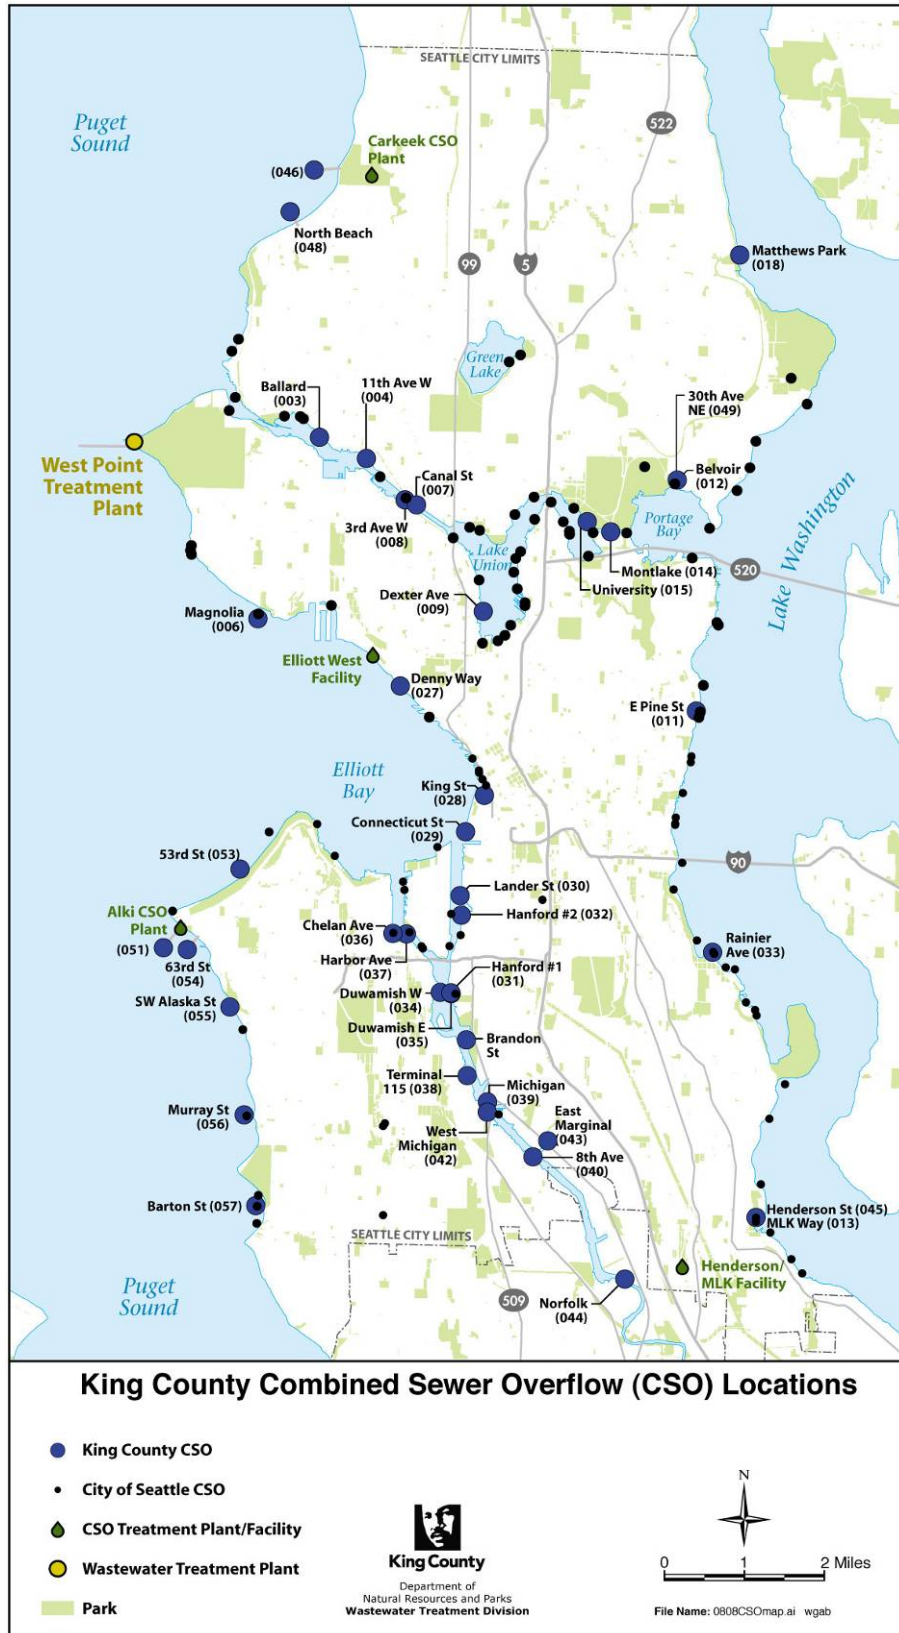 SEATTLE CITY LIMITS
Puget
Sound
522
Carkeek CSO
Plant
(046)
North Beach
(048)
99
5
Matthews Park
(018)
Green
Lake
Ballard
(003)
11th Ave W
(004)
30th Ave
NE (049)
West Point
Treatment
Plant
Canal St
(007)
Belvoir
(012)
3rd Ave W
(008)
Portage
Bay
Lake Washington
Lake
Union
Montlake (014)
520
University (015)
Dexter Ave
(009)
Magnolia
(006)
Elliott West
Facility
Denny Way
(027)
E Pine St
(011)
Elliott
Bay
King St
(028)
Connecticut St
(029)
53rd St (053)
90
Lander St (030)
Alki CSO
Plant
Hanford #2 (032)
Chelan Ave
(036)
(051)
63rd St
(054)
Harbor Ave
(037)
Rainier
Ave (033)
Hanford #1
(031)
SW Alaska St
(055)
Duwamish W
(034)
Duwamish E
(035)
Brandon
St
Terminal
115 (038)
Michigan
(039)
Murray St
(056)
West
Michigan
(042)
East
Marginal
(043)
8th Ave
(040)
Barton St (057)
Henderson St (045)
MLK Way (013)
SEATTLE CITY LIMITS
Puget
Sound
Henderson/
MLK Facility
509
Norfolk
(044)
King County Combined Sewer Overflow (CSO) Locations
King County CSO
City of Seattle CSO
CSO Treatment Plant/Facility
Wastewater Treatment Plant
Park
King County
Department of
Natural Resources and Parks
Wastewater Treatment Division
N
0 1 2 Miles
File Name: 0808CSOmap.ai wgab